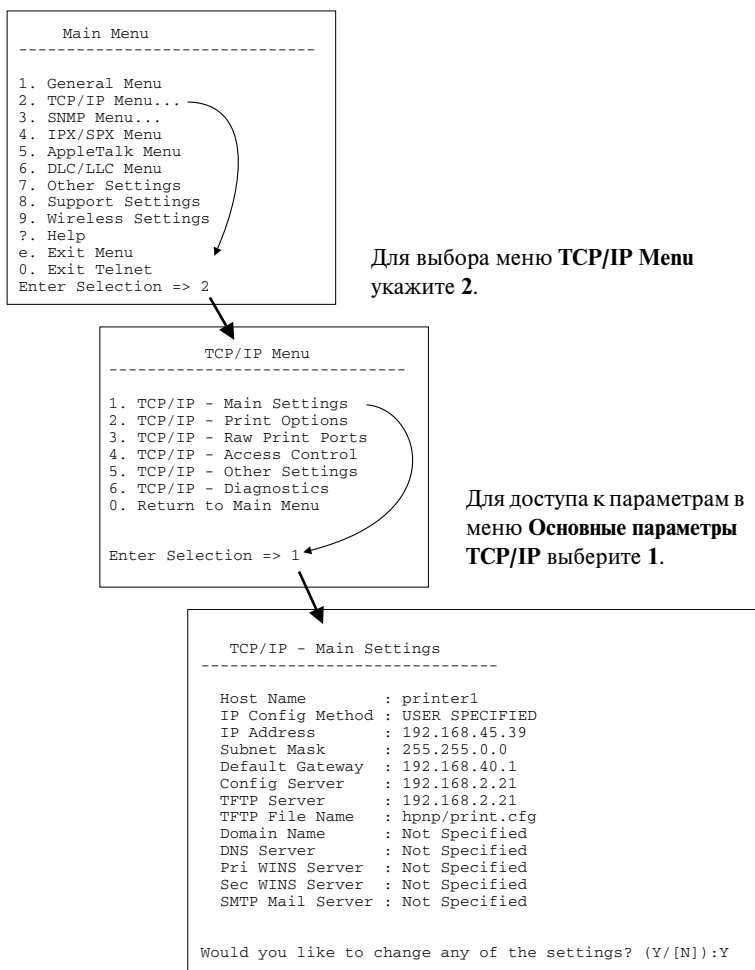 Main Menu
-------------------------------
1. General Menu
2. TCP/IP Menu...
3. SNMP Menu...
4. IPX/SPX Menu
5. AppleTalk Menu
6. DLC/LLC Menu
7. Other Settings
8. Support Settings
9. Wireless Settings
?. Help
e. Exit Menu
0. Exit Telnet
Enter Selection => 2
Для выбора меню TCP/IP Menu
укажите 2.
TCP/IP Menu
-------------------------------
1. TCP/IP - Main Settings
2. TCP/IP - Print Options
3. TCP/IP - Raw Print Ports
4. TCP/IP - Access Control
5. TCP/IP - Other Settings
6. TCP/IP - Diagnostics
0. Return to Main Menu
Enter Selection => 1
Для доступа к параметрам в
меню Основные параметры
TCP/IP выберите 1.
TCP/IP - Main Settings
-------------------------------
Host Name : printer1
IP Config Method : USER SPECIFIED
IP Address : 192.168.45.39
Subnet Mask : 255.255.0.0
Default Gateway : 192.168.40.1
Config Server : 192.168.2.21
TFTP Server : 192.168.2.21
TFTP File Name : hpnp/print.cfg
Domain Name : Not Specified
DNS Server : Not Specified
Pri WINS Server : Not Specified
Sec WINS Server : Not Specified
SMTP Mail Server : Not Specified
Would you like to change any of the settings? (Y/[N]):Y